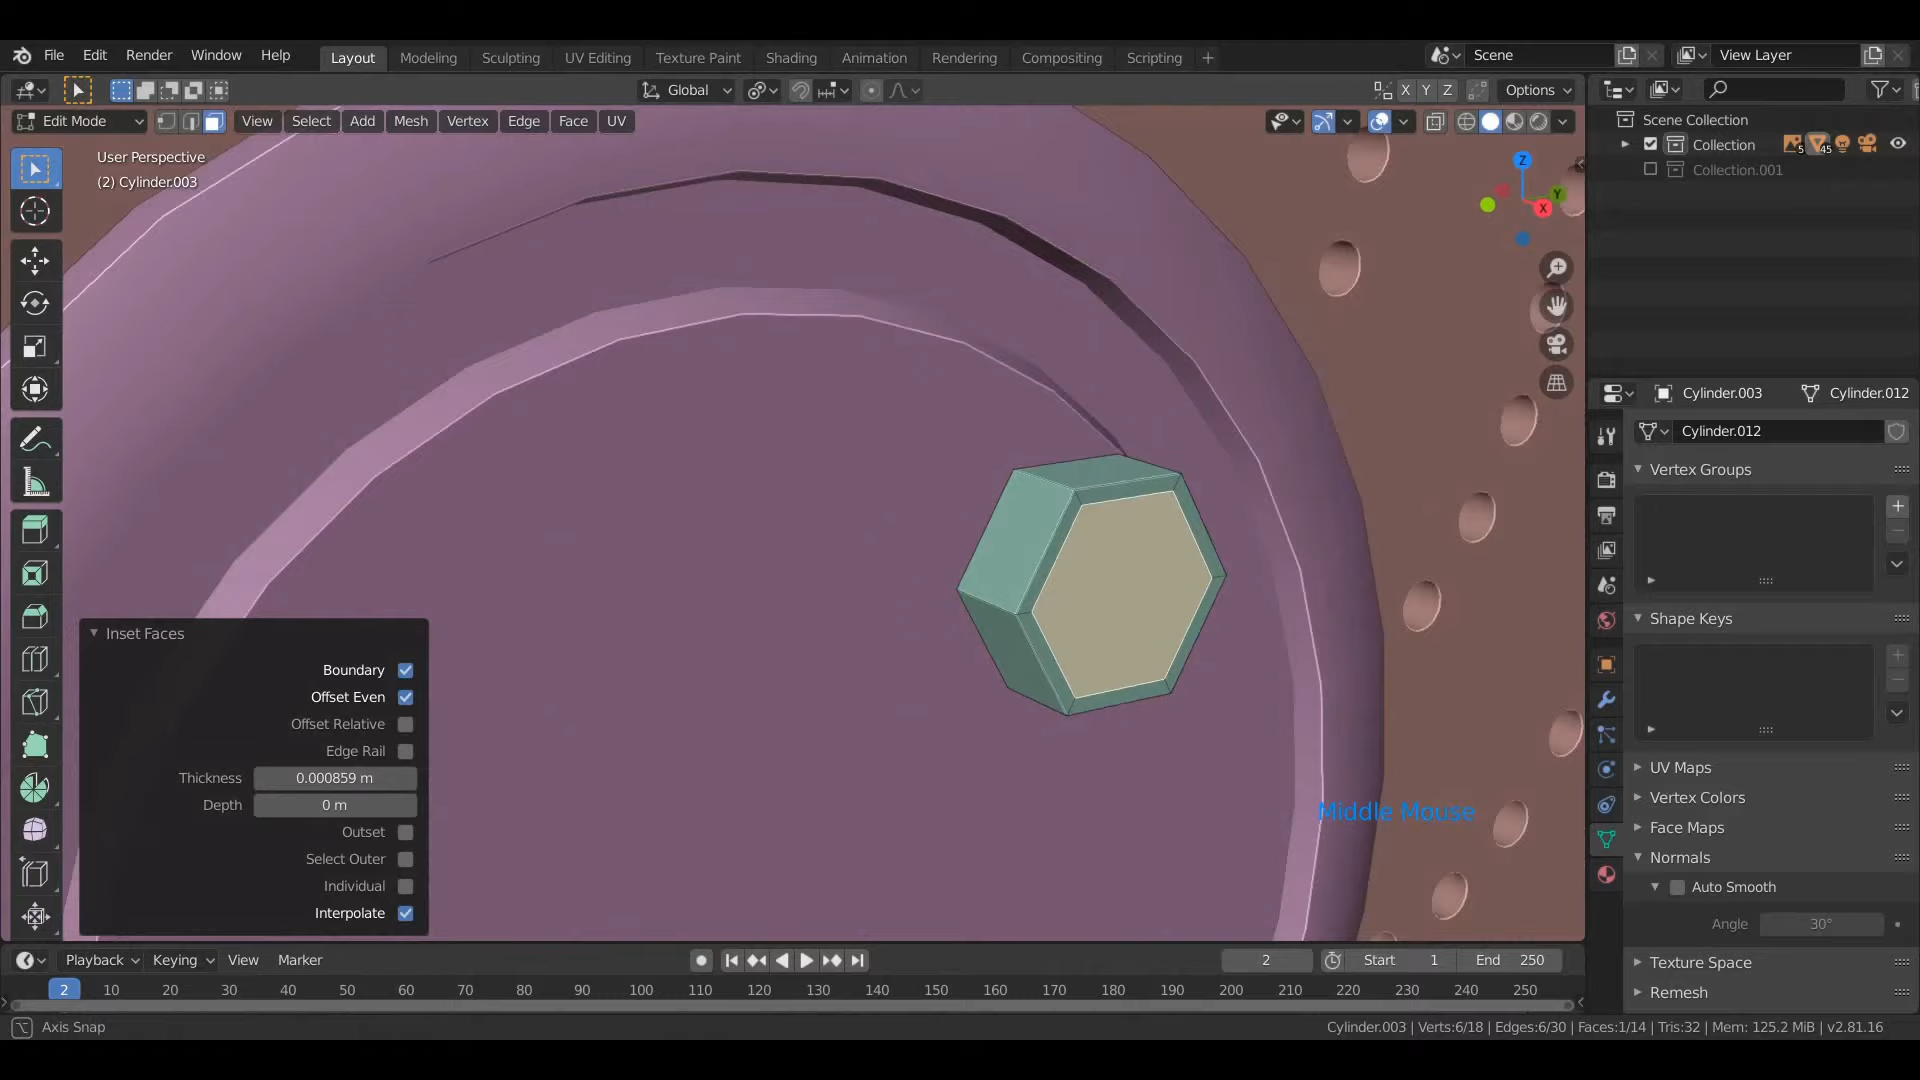 File Edit Render Window Help Layout Modeling Sculpting UV Editing Texture Paint Shading Animation Rendering Compositing Scripting + Scene View Layer
Global X Y Z Options
Edit Mode View Select Add Mesh Vertex Edge Face UV
Scene Collection
Collection 5 45
Collection.001
User Perspective
(2) Cylinder.003
Z
Y
X
Cylinder.003 Cylinder.012
Cylinder.012
Vertex Groups
Shape Keys
Inset Faces
Boundary
Offset Even
Offset Relative
Edge Rail
Thickness 0.000859 m
Depth 0 m
Outset
Select Outer
Individual
Interpolate
Middle Mouse
UV Maps
Vertex Colors
Face Maps
Normals
Auto Smooth
Angle 30°
Texture Space
Remesh
Playback Keying View Marker 2 Start 1 End 250
2 10 20 30 40 50 60 70 80 90 100 110 120 130 140 150 160 170 180 190 200 210 220 230 240 250
Axis Snap Cylinder.003 | Verts:6/18 | Edges:6/30 | Faces:1/14 | Tris:32 | Mem: 125.2 MiB | v2.81.16